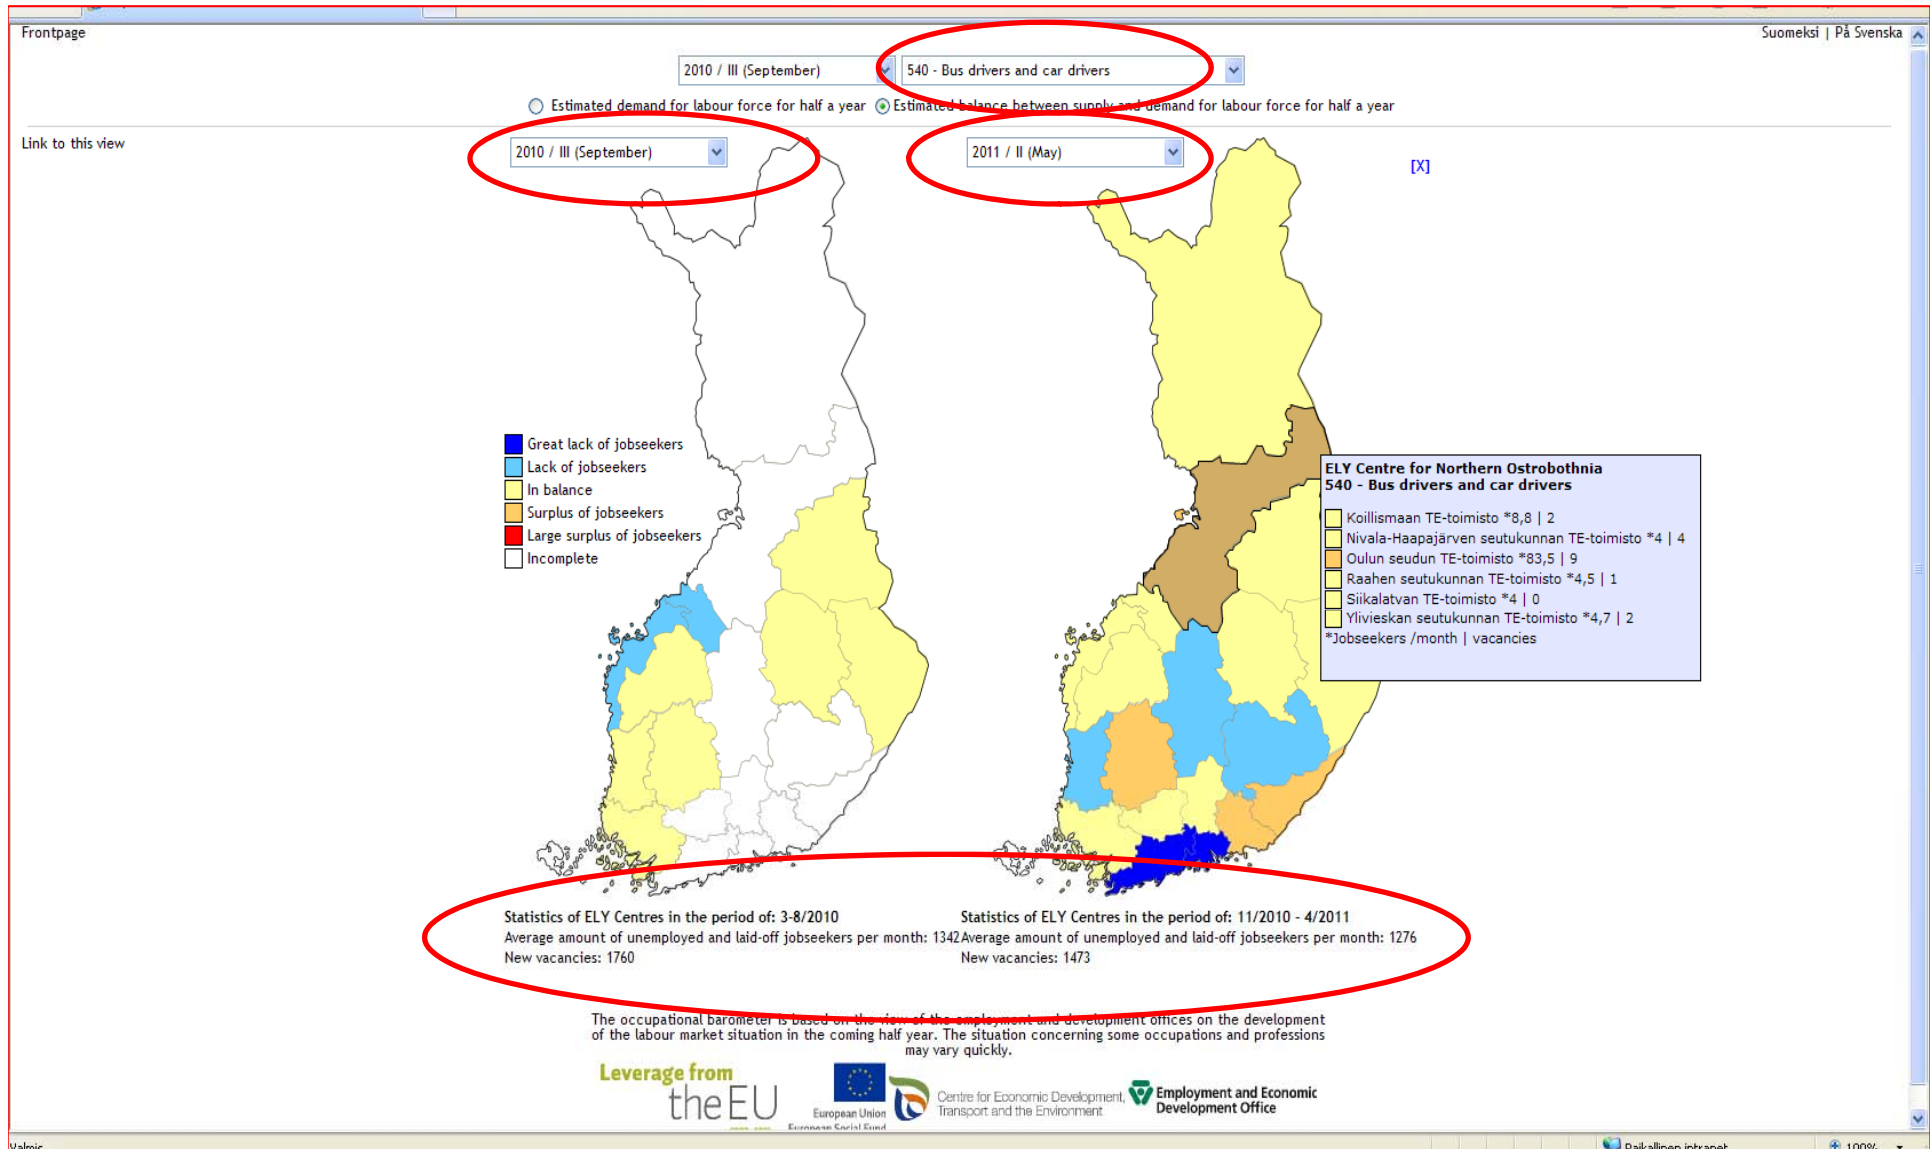 Frontpage
Suomeksi | På Svenska
2010 / III (September)
540 - Bus drivers and car drivers
Estimated demand for labour force for half a year
Estimated balance between supply and demand for labour force for half a year
Link to this view
2010 / III (September)
2011 / II (May)
[X]
Great lack of jobseekers
Lack of jobseekers
In balance
Surplus of jobseekers
Large surplus of jobseekers
Incomplete
ELY Centre for Northern Ostrobothnia
540 - Bus drivers and car drivers
Koillismaan TE-toimisto *8,8 | 2
Nivala-Haapajärven seutukunnan TE-toimisto *4 | 4
Oulun seudun TE-toimisto *83,5 | 9
Raahen seutukunnan TE-toimisto *4,5 | 1
Siikalatvan TE-toimisto *4 | 0
Ylivieskan seutukunnan TE-toimisto *4,7 | 2
*Jobseekers /month | vacancies
Statistics of ELY Centres in the period of: 3-8/2010
Average amount of unemployed and laid-off jobseekers per month: 1342
New vacancies: 1760
Statistics of ELY Centres in the period of: 11/2010 - 4/2011
Average amount of unemployed and laid-off jobseekers per month: 1276
New vacancies: 1473
The occupational barometer is based on the view of the employment and development offices on the development
of the labour market situation in the coming half year. The situation concerning some occupations and professions
may vary quickly.
Leverage from
the EU
European Union
European Social Fund
Centre for Economic Development,
Transport and the Environment
Employment and Economic
Development Office
Valmis
Paikallinen intranet
100%